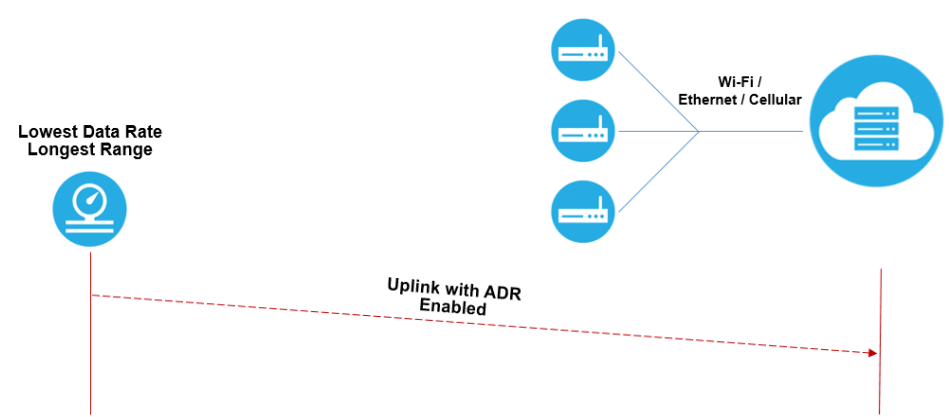 Wi-Fi /
Ethernet / Cellular
Lowest Data Rate
Longest Range
Uplink with ADR
Enabled